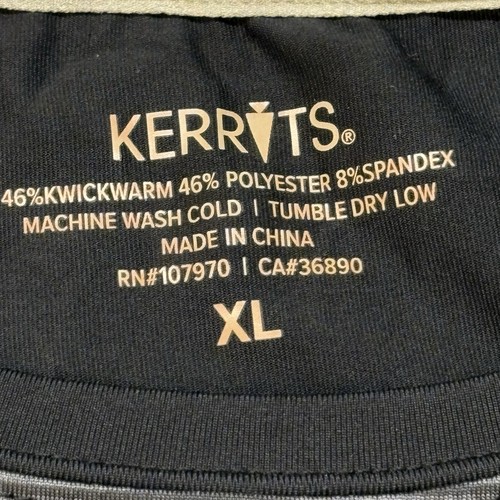 KERRITS®
46%KWICKWARM 46% POLYESTER 8%SPANDEX
MACHINE WASH COLD | TUMBLE DRY LOW
MADE IN CHINA
RN#107970 | CA#36890
XL